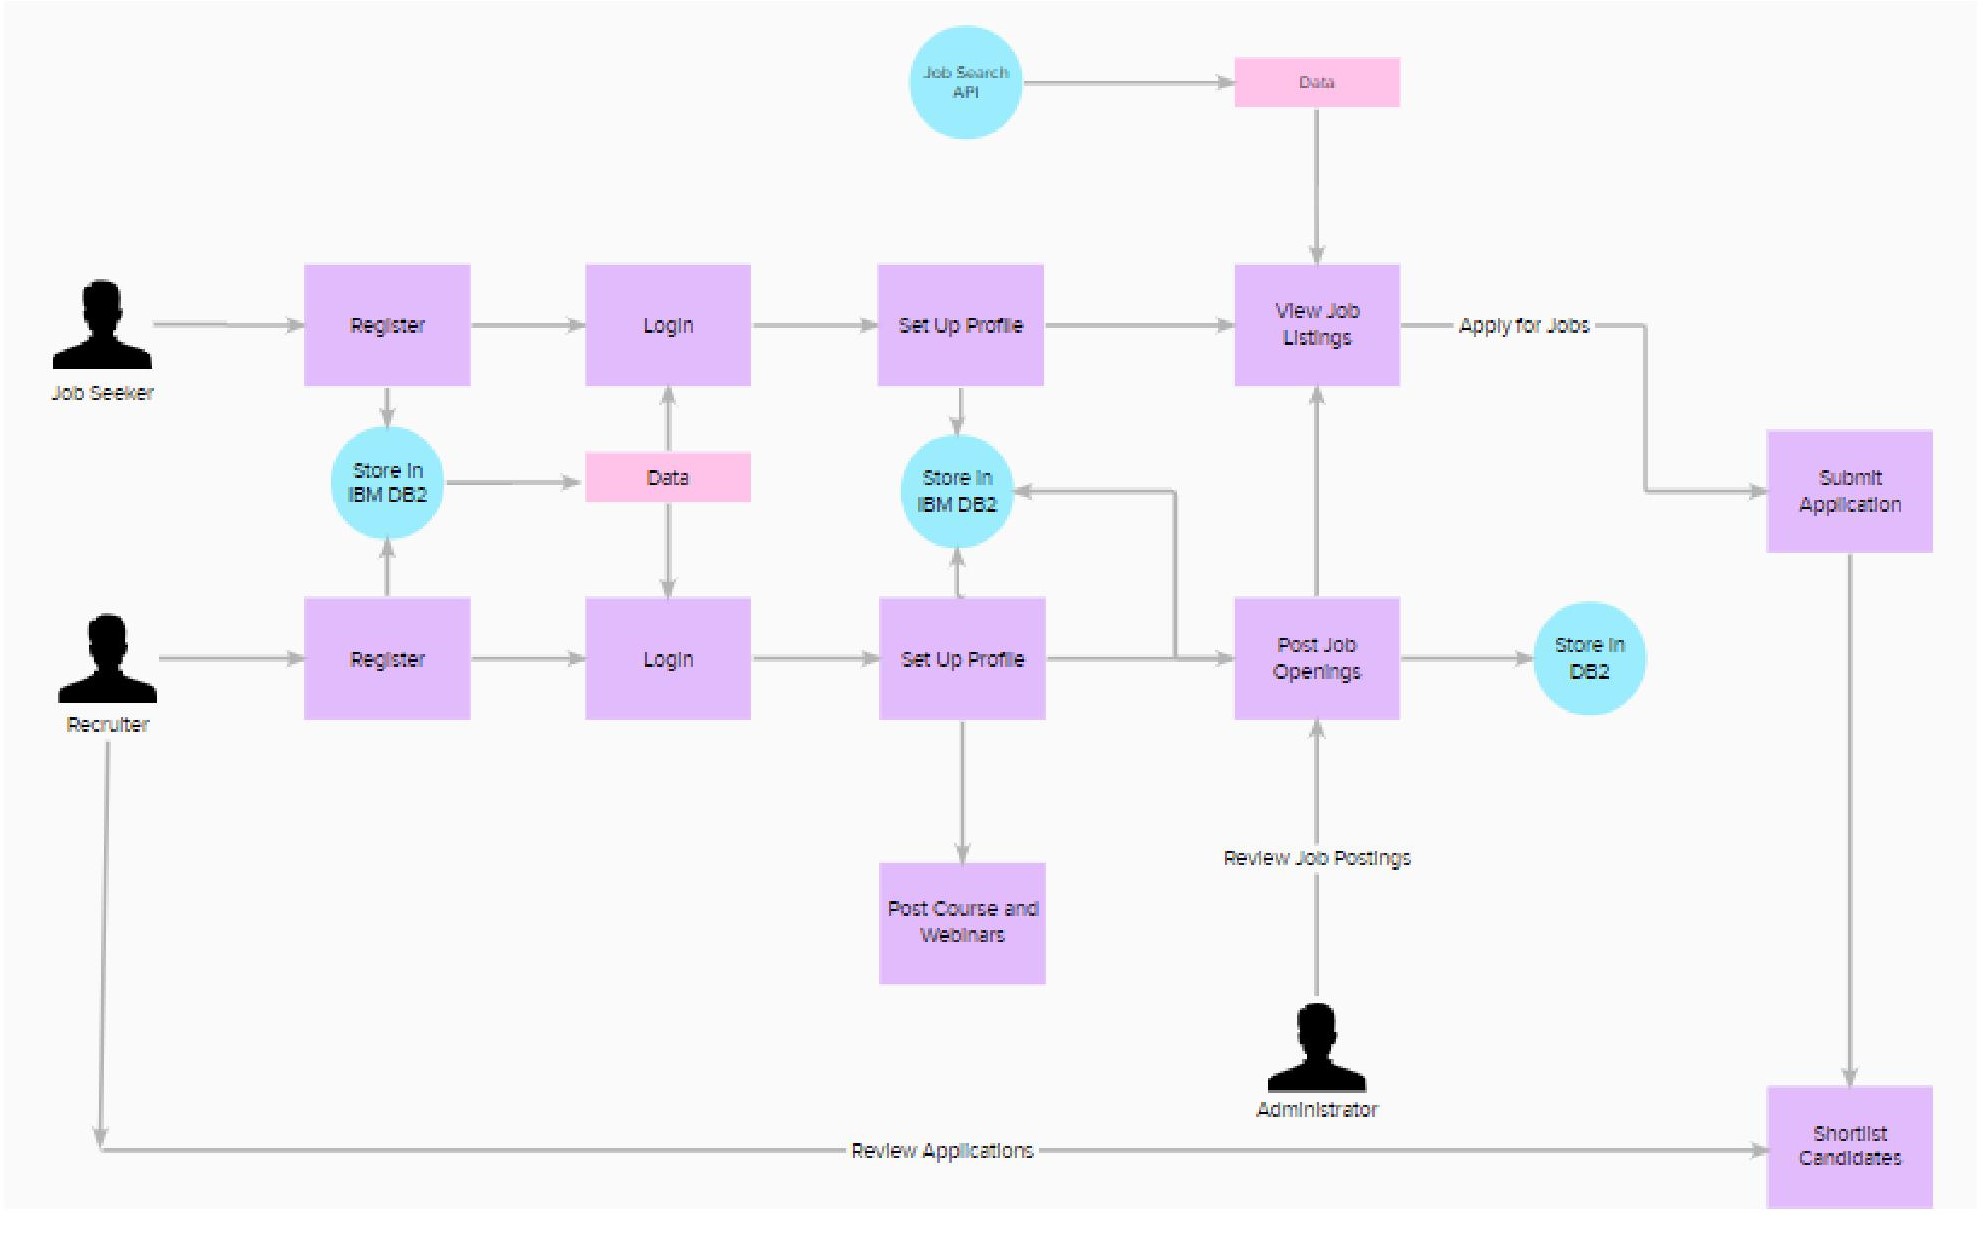 Job Search
API
Data
Register
Login
Set Up Profile
View Job
Listings
Apply for Jobs
Job Seeker
Store in
IBM DB2
Data
Store in
IBM DB2
Submit
Application
Register
Login
Set Up Profile
Post Job
Openings
Store in
DB2
Recruiter
Review Job Postings
Post Course and
Webinars
Administrator
Review Applications
Shortlist
Candidates